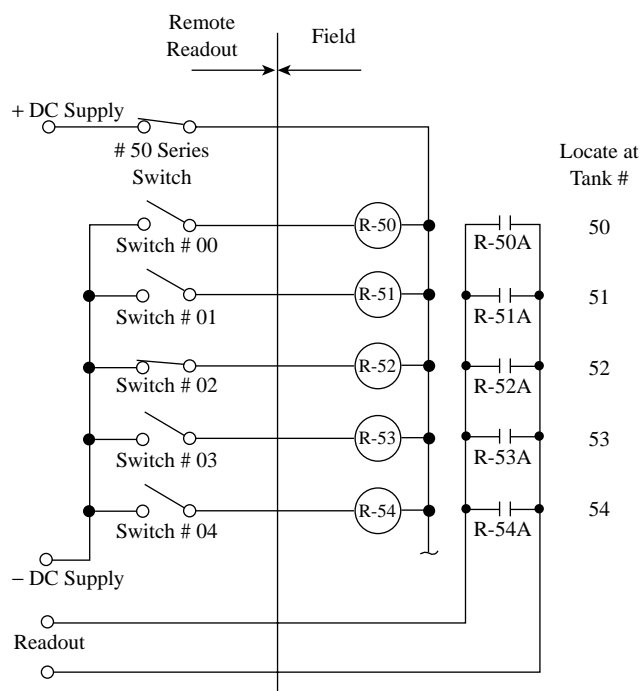 Remote
Readout
Field
+ DC Supply
# 50 Series
Switch
Locate at
Tank #
R-50
R-50A
50
Switch # 00
R-51
R-51A
51
Switch # 01
R-52
R-52A
52
Switch # 02
R-53
R-53A
53
Switch # 03
R-54
R-54A
54
Switch # 04
− DC Supply
Readout